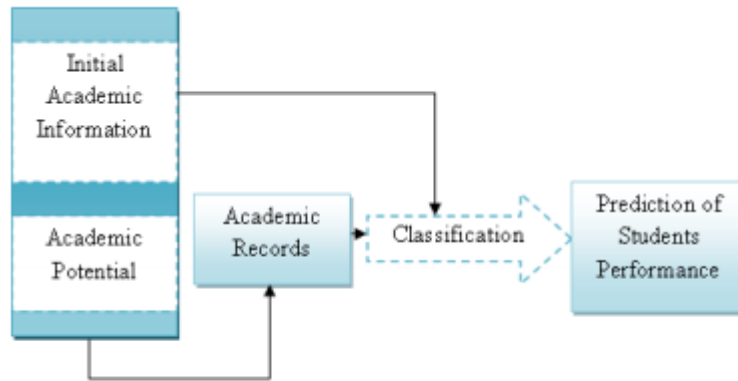 Initial
Academic
Information
Academic
Potential
Academic
Records
Classification
Prediction of
Students
Performance